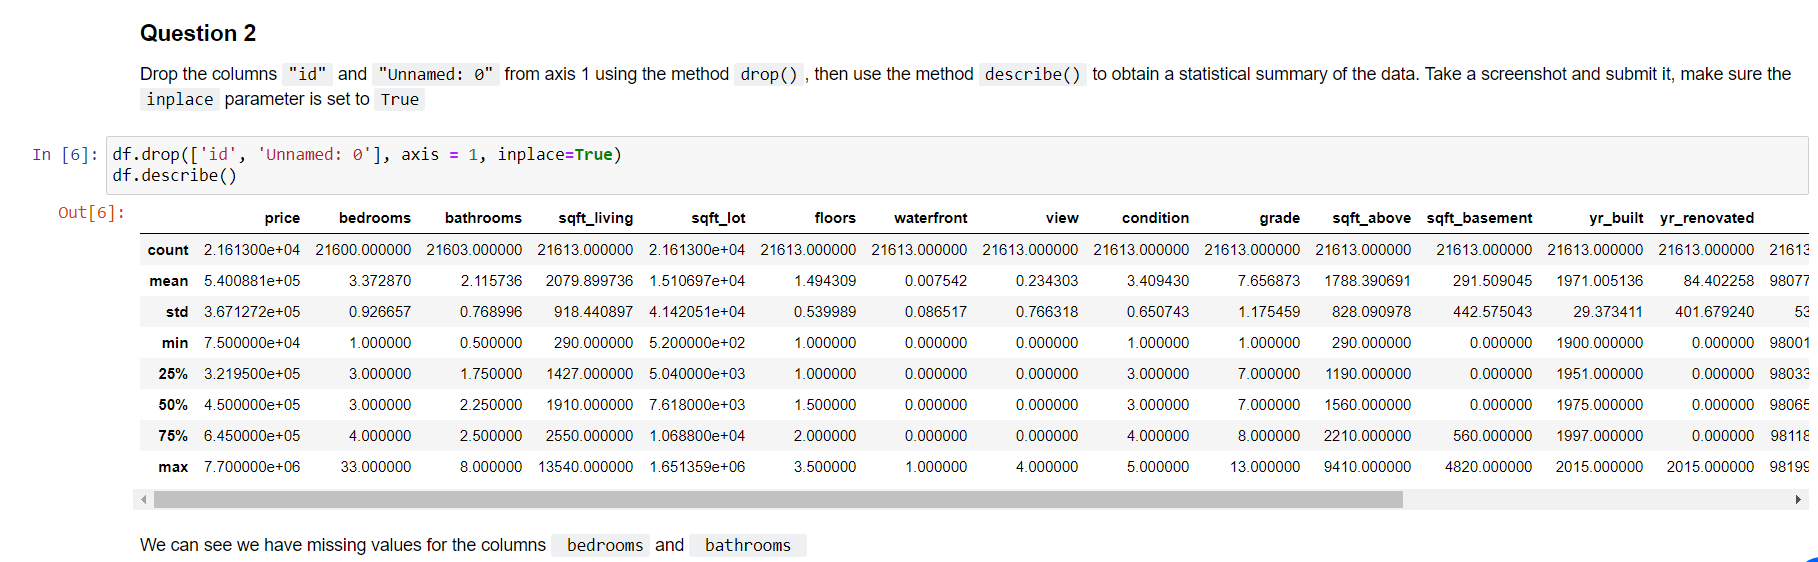 Question 2
Drop the columns "id" and "Unnamed: 0" from axis 1 using the method drop() , then use the method describe() to obtain a statistical summary of the data. Take a screenshot and submit it, make sure the
inplace parameter is set to True
In [6]: df.drop(['id', 'Unnamed: 0'], axis = 1, inplace=True)
df.describe()
Out[6]:
price bedrooms bathrooms sqft_living sqft_lot floors waterfront view condition grade sqft_above sqft_basement yr_built yr_renovated
count 2.161300e+04 21600.000000 21603.000000 21613.000000 2.161300e+04 21613.000000 21613.000000 21613.000000 21613.000000 21613.000000 21613.000000 21613.000000 21613.000000 21613.000000 21613
mean 5.400881e+05 3.372870 2.115736 2079.899736 1.510697e+04 1.494309 0.007542 0.234303 3.409430 7.656873 1788.390691 291.509045 1971.005136 84.402258 98077
std 3.671272e+05 0.926657 0.768996 918.440897 4.142051e+04 0.539989 0.086517 0.766318 0.650743 1.175459 828.090978 442.575043 29.373411 401.679240 53
min 7.500000e+04 1.000000 0.500000 290.000000 5.200000e+02 1.000000 0.000000 0.000000 1.000000 1.000000 290.000000 0.000000 1900.000000 0.000000 98001
25% 3.219500e+05 3.000000 1.750000 1427.000000 5.040000e+03 1.000000 0.000000 0.000000 3.000000 7.000000 1190.000000 0.000000 1951.000000 0.000000 98033
50% 4.500000e+05 3.000000 2.250000 1910.000000 7.618000e+03 1.500000 0.000000 0.000000 3.000000 7.000000 1560.000000 0.000000 1975.000000 0.000000 98065
75% 6.450000e+05 4.000000 2.500000 2550.000000 1.068800e+04 2.000000 0.000000 0.000000 4.000000 8.000000 2210.000000 560.000000 1997.000000 0.000000 98118
max 7.700000e+06 33.000000 8.000000 13540.000000 1.651359e+06 3.500000 1.000000 4.000000 5.000000 13.000000 9410.000000 4820.000000 2015.000000 2015.000000 98199
We can see we have missing values for the columns bedrooms and bathrooms